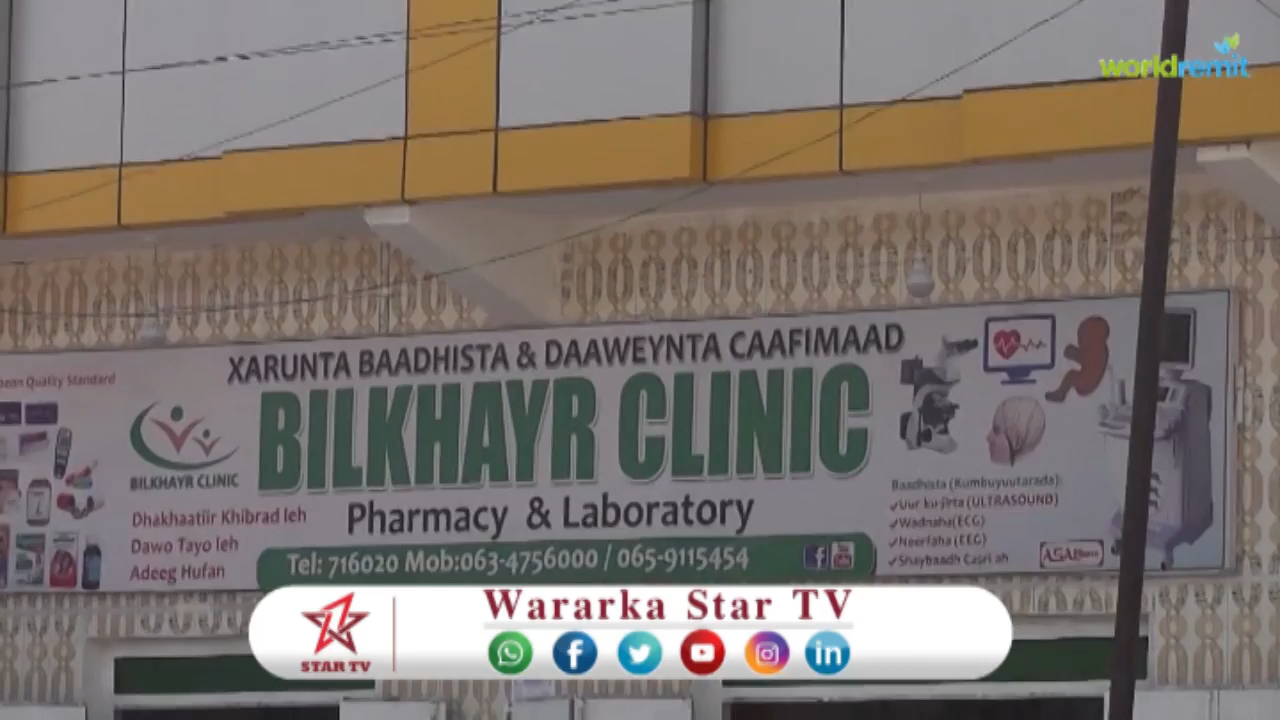 worldremit
XARUNTA BAADHISTA & DAAWEYNTA CAAFIMAAD
BILKHAYR CLINIC
Pharmacy & Laboratory
Tel: 716020 Mob:063-4756000 / 065-9115454
Quality Standard
BILKHAYR CLINIC
Dhakhaatiir Khibrad leh
Dawo Tayo leh
Adeeg Hufan
Baadhista (Kumbuyuutarada)
Uur ku jirta (ULTRASOUND)
Wadnaha(ECG)
Neerfaha (EEG)
Shaybaadh Casri ah
STAR TV
Wararka Star TV